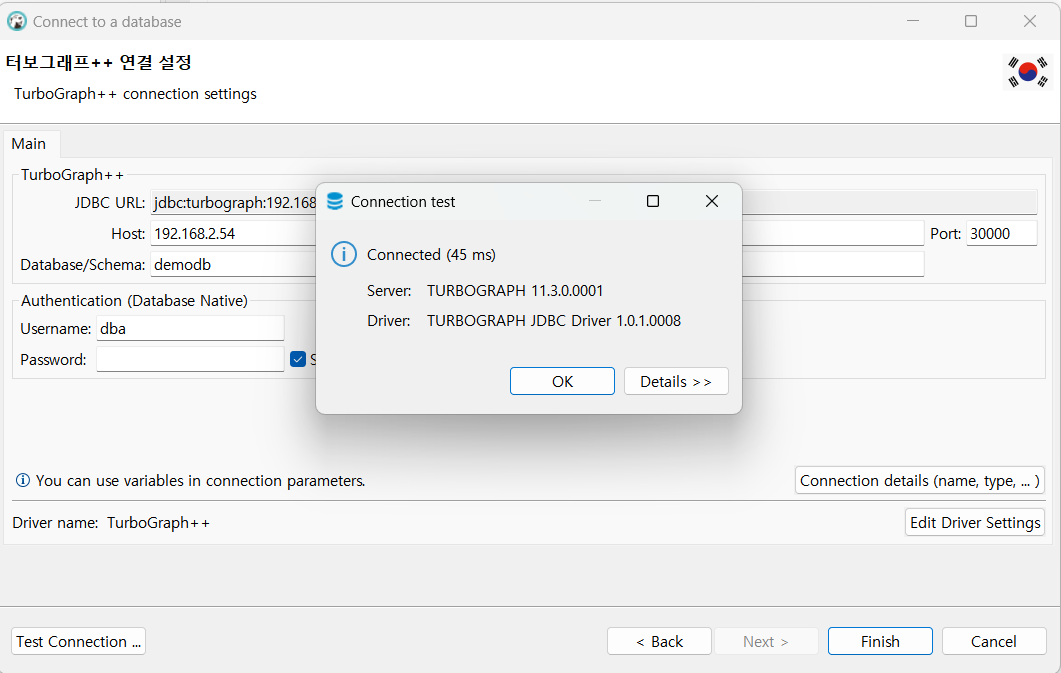 Connect to a database
터보그래프++ 연결 설정
TurboGraph++ connection settings
Main
TurboGraph++
JDBC URL: jdbc:turbograph:192.168
Host: 192.168.2.54 Port: 30000
Database/Schema: demodb
Authentication (Database Native)
Username: dba
Password: S
Connection test
Connected (45 ms)
Server: TURBOGRAPH 11.3.0.0001
Driver: TURBOGRAPH JDBC Driver 1.0.1.0008
OK Details >>
You can use variables in connection parameters. Connection details (name, type, ... )
Driver name: TurboGraph++ Edit Driver Settings
Test Connection ... < Back Next > Finish Cancel